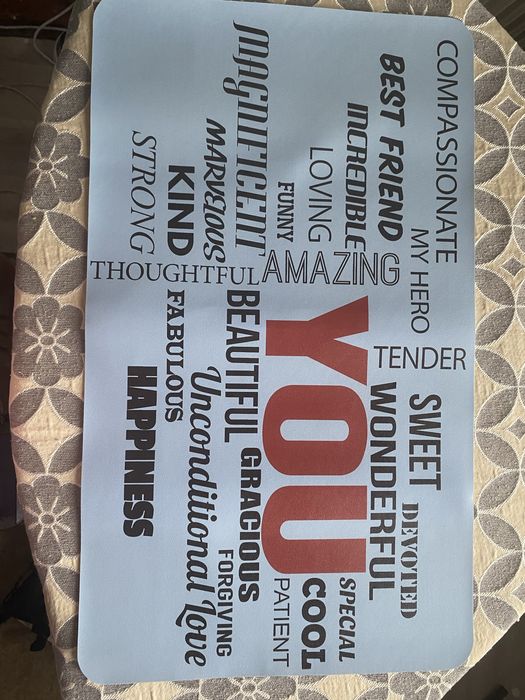 COMPASSIONATE
MY HERO
SWEET
DEVOTED
BEST FRIEND
TENDER
WONDERFUL
INCREDIBLE
SPECIAL
LOVING
AMAZING
YOU
COOL
FUNNY
PATIENT
MAGNIFICENT
BEAUTIFUL
GRACIOUS
MARVELOUS
FORGIVING
Unconditional Love
KIND
THOUGHTFUL
FABULOUS
STRONG
HAPPINESS